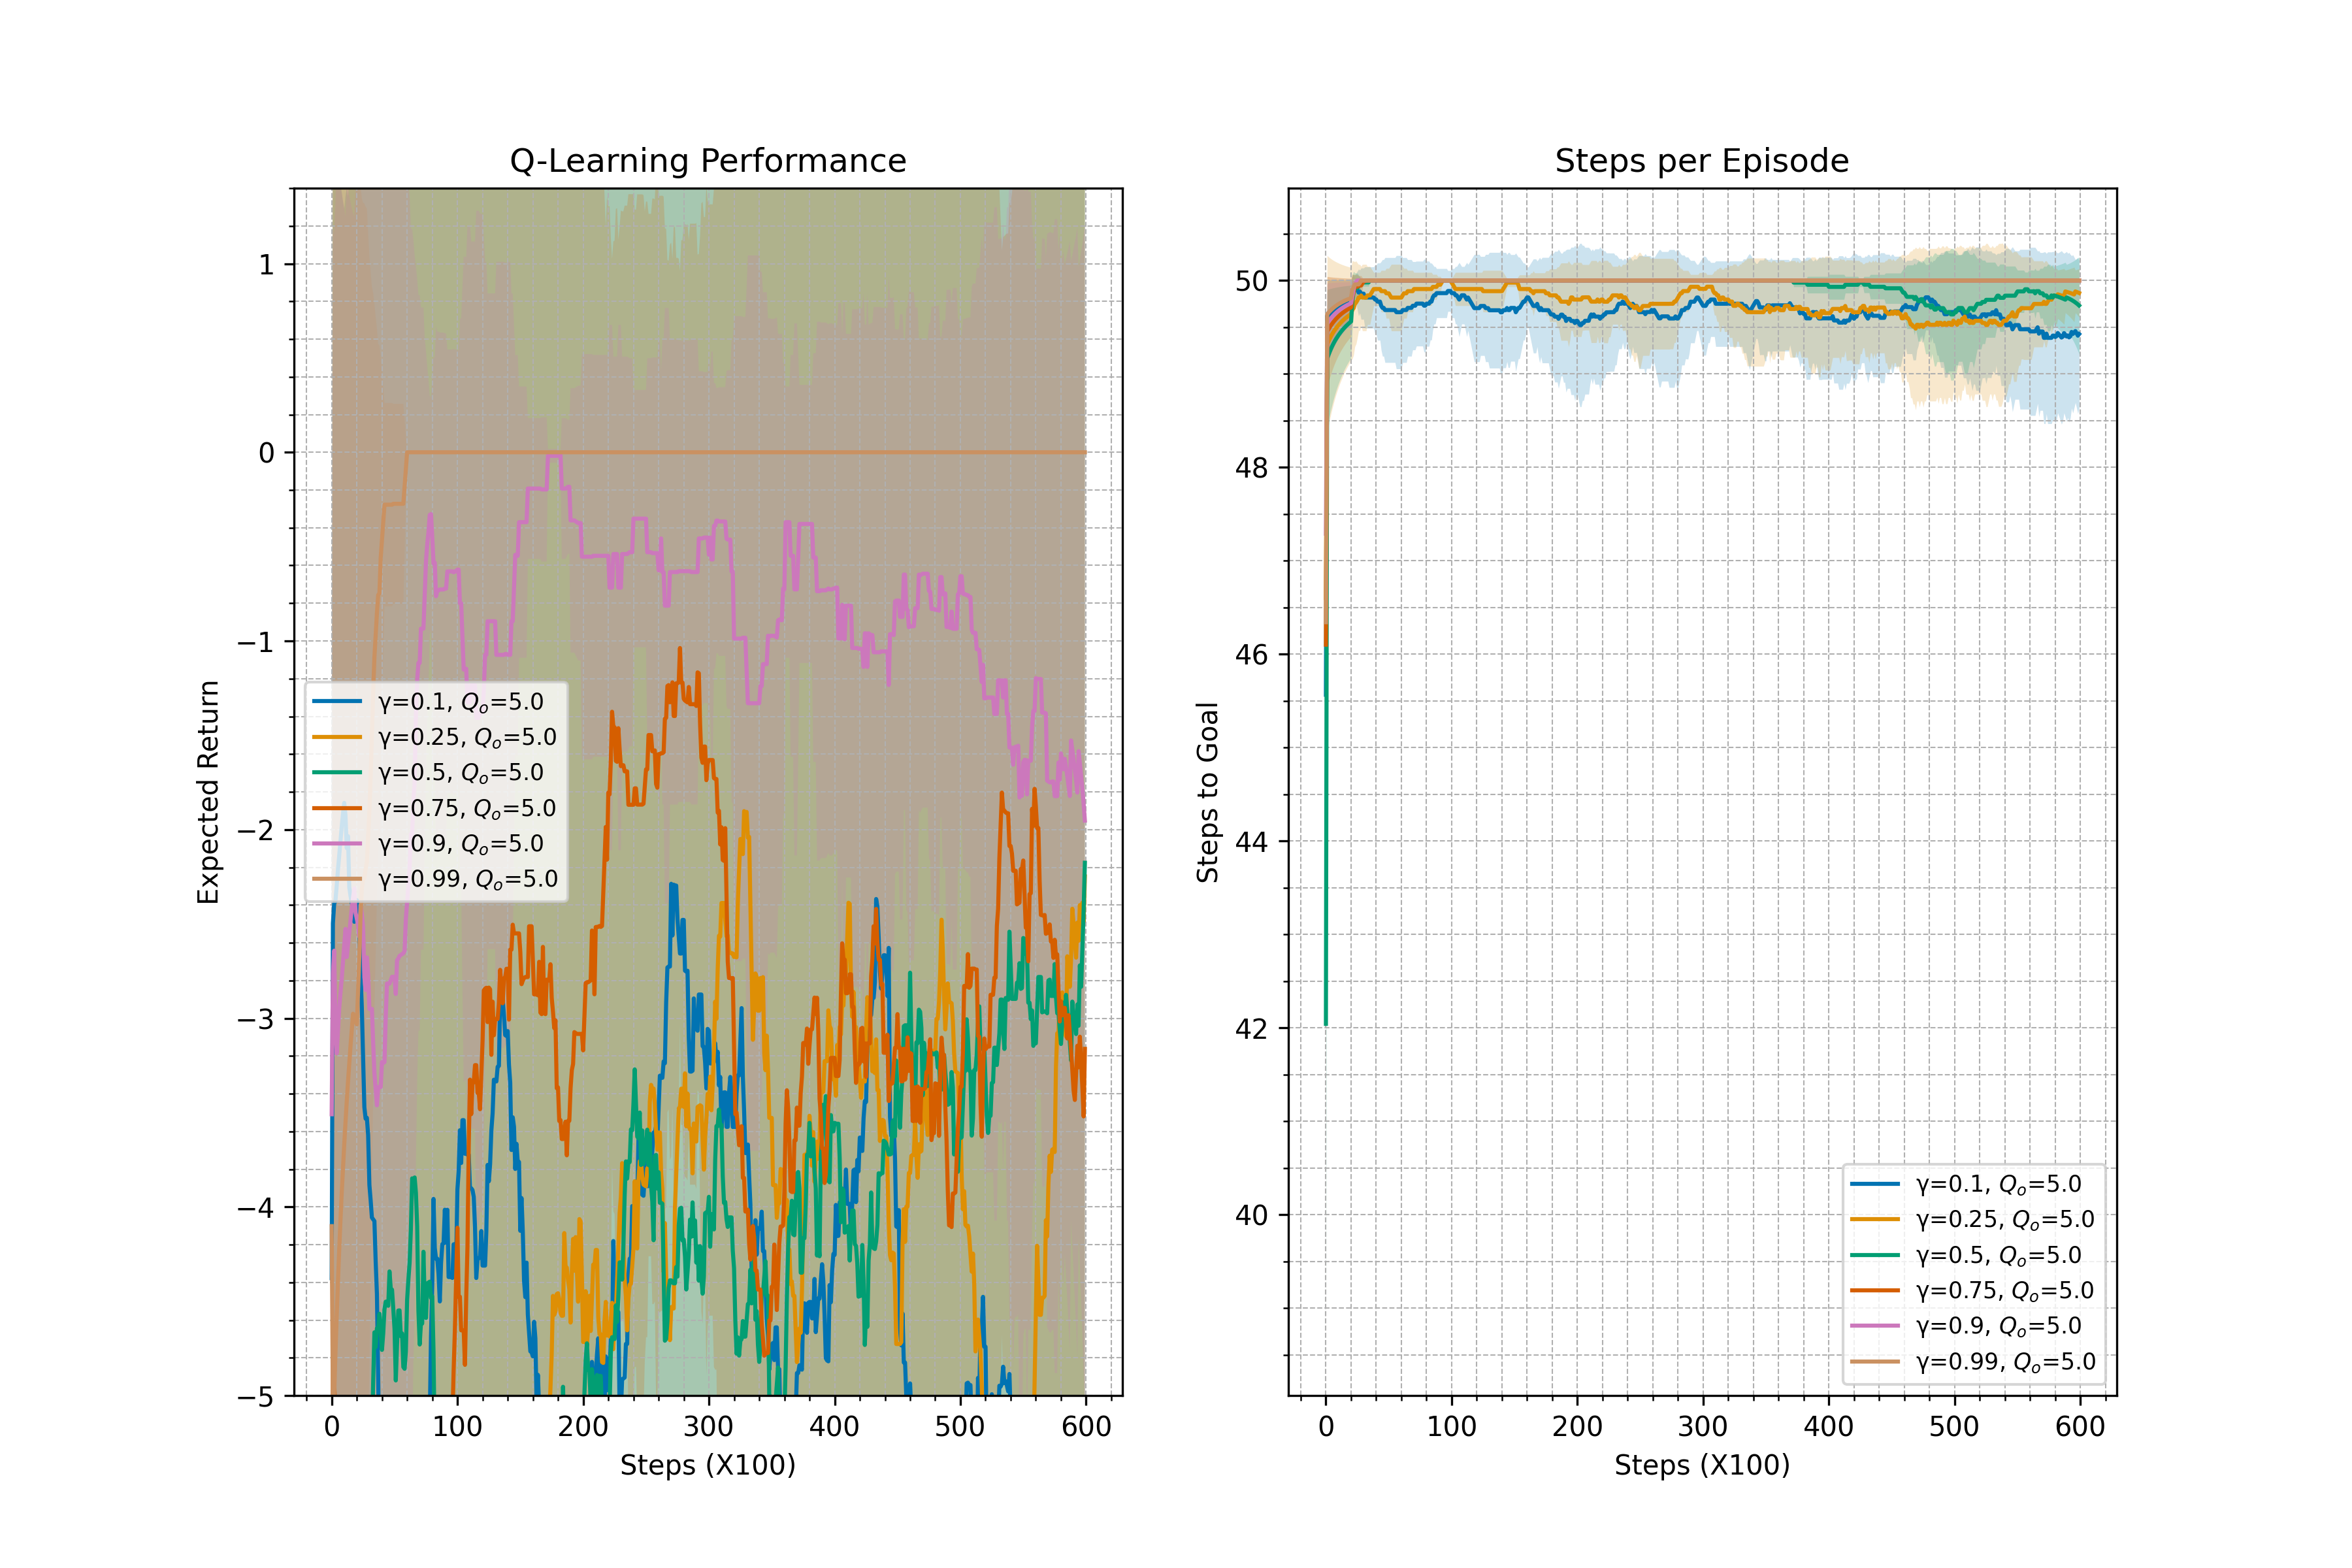 Q-Learning Performance
Expected Return
1
0
−1
−2
−3
−4
−5
γ=0.1, Qₒ=5.0
γ=0.25, Qₒ=5.0
γ=0.5, Qₒ=5.0
γ=0.75, Qₒ=5.0
γ=0.9, Qₒ=5.0
γ=0.99, Qₒ=5.0
0 100 200 300 400 500 600
Steps (X100)
Steps per Episode
Steps to Goal
50
48
46
44
42
40
γ=0.1, Qₒ=5.0
γ=0.25, Qₒ=5.0
γ=0.5, Qₒ=5.0
γ=0.75, Qₒ=5.0
γ=0.9, Qₒ=5.0
γ=0.99, Qₒ=5.0
0 100 200 300 400 500 600
Steps (X100)